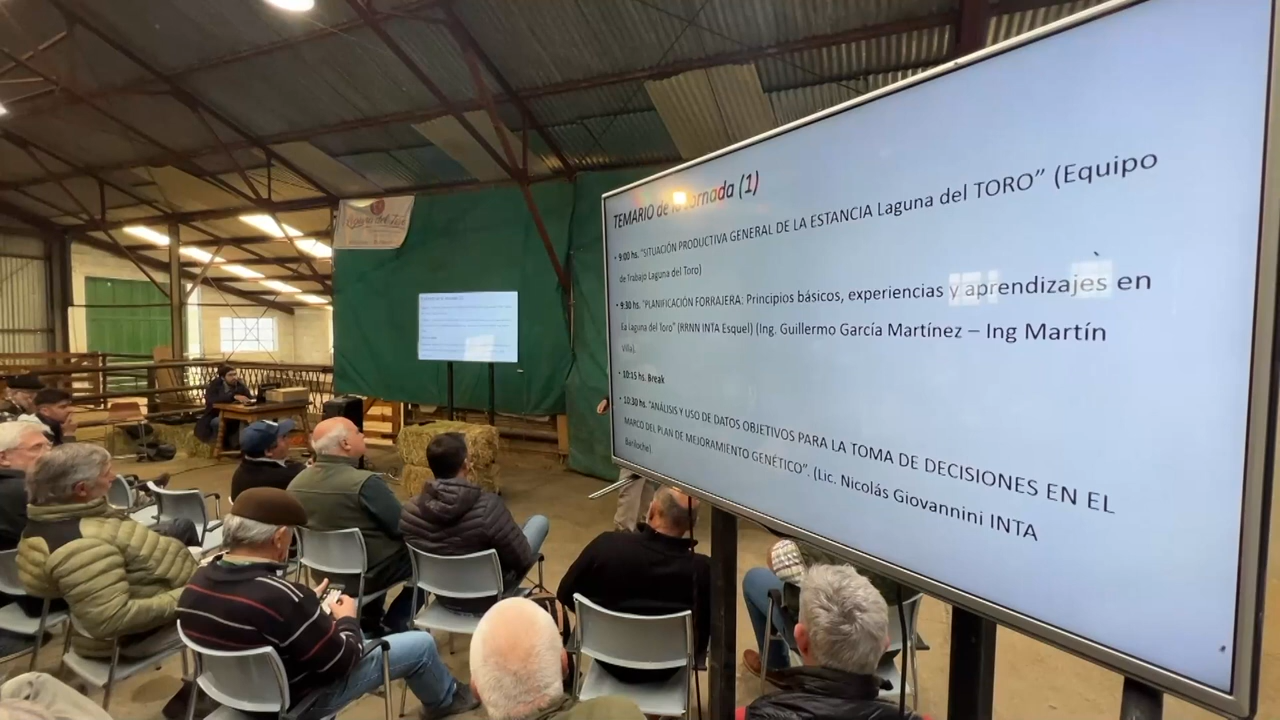 TEMARIO de la Jornada (1)
• 9:00 hs. "SITUACIÓN PRODUCTIVA GENERAL DE LA ESTANCIA Laguna del TORO" (Equipo
de Trabajo Laguna del Toro)
• 9:30 hs. "PLANIFICACIÓN FORRAJERA: Principios básicos, experiencias y aprendizajes en
Ea Laguna del Toro" (RRNN INTA Esquel) (Ing. Guillermo García Martínez – Ing Martín
Villa).
• 10:15 hs. Break
• 10:30 hs. "ANÁLISIS Y USO DE DATOS OBJETIVOS PARA LA TOMA DE DECISIONES EN EL
MARCO DEL PLAN DE MEJORAMIENTO GENÉTICO". (Lic. Nicolás Giovannini INTA
Bariloche).